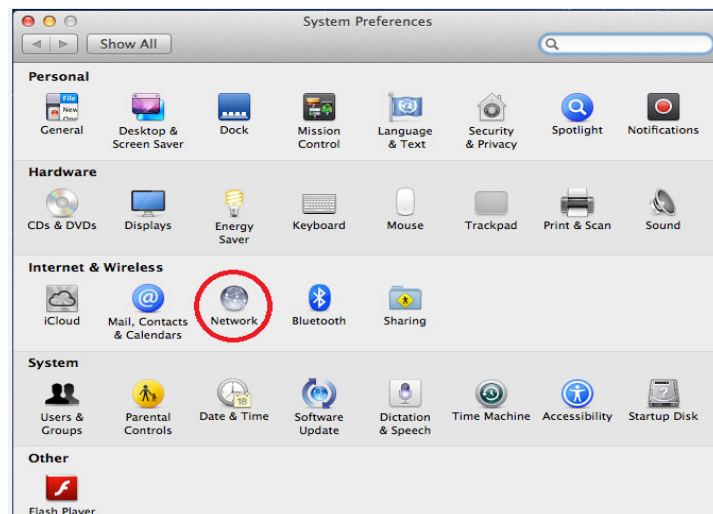 System Preferences
Show All
Personal
General
Desktop &
Screen Saver
Dock
Mission
Control
Language
& Text
Security
& Privacy
Spotlight
Notifications
Hardware
CDs & DVDs
Displays
Energy
Saver
Keyboard
Mouse
Trackpad
Print & Scan
Sound
Internet & Wireless
iCloud
Mail, Contacts
& Calendars
Network
Bluetooth
Sharing
System
Users &
Groups
Parental
Controls
Date & Time
18
Software
Update
Dictation
& Speech
Time Machine
Accessibility
Startup Disk
Other
Flash Player